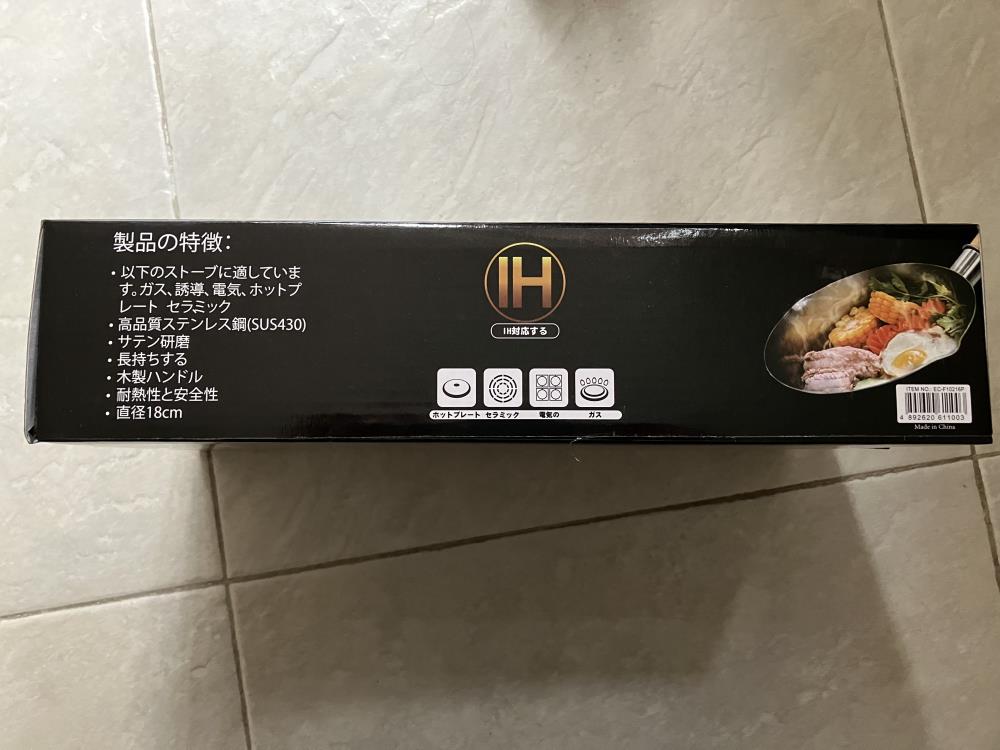 製品の特徴：
・以下のストーブに適していま
す。ガス、誘導、電気、ホットプ
レート セラミック
・高品質ステンレス鋼(SUS430)
・サテン研磨
・長持ちする
・木製ハンドル
・耐熱性と安全性
・直径18cm
IH
IH対応する
ホットプレート セラミック 電気の ガス
ITEM NO.: EC-F10216P
4 892620 611003
Made in China